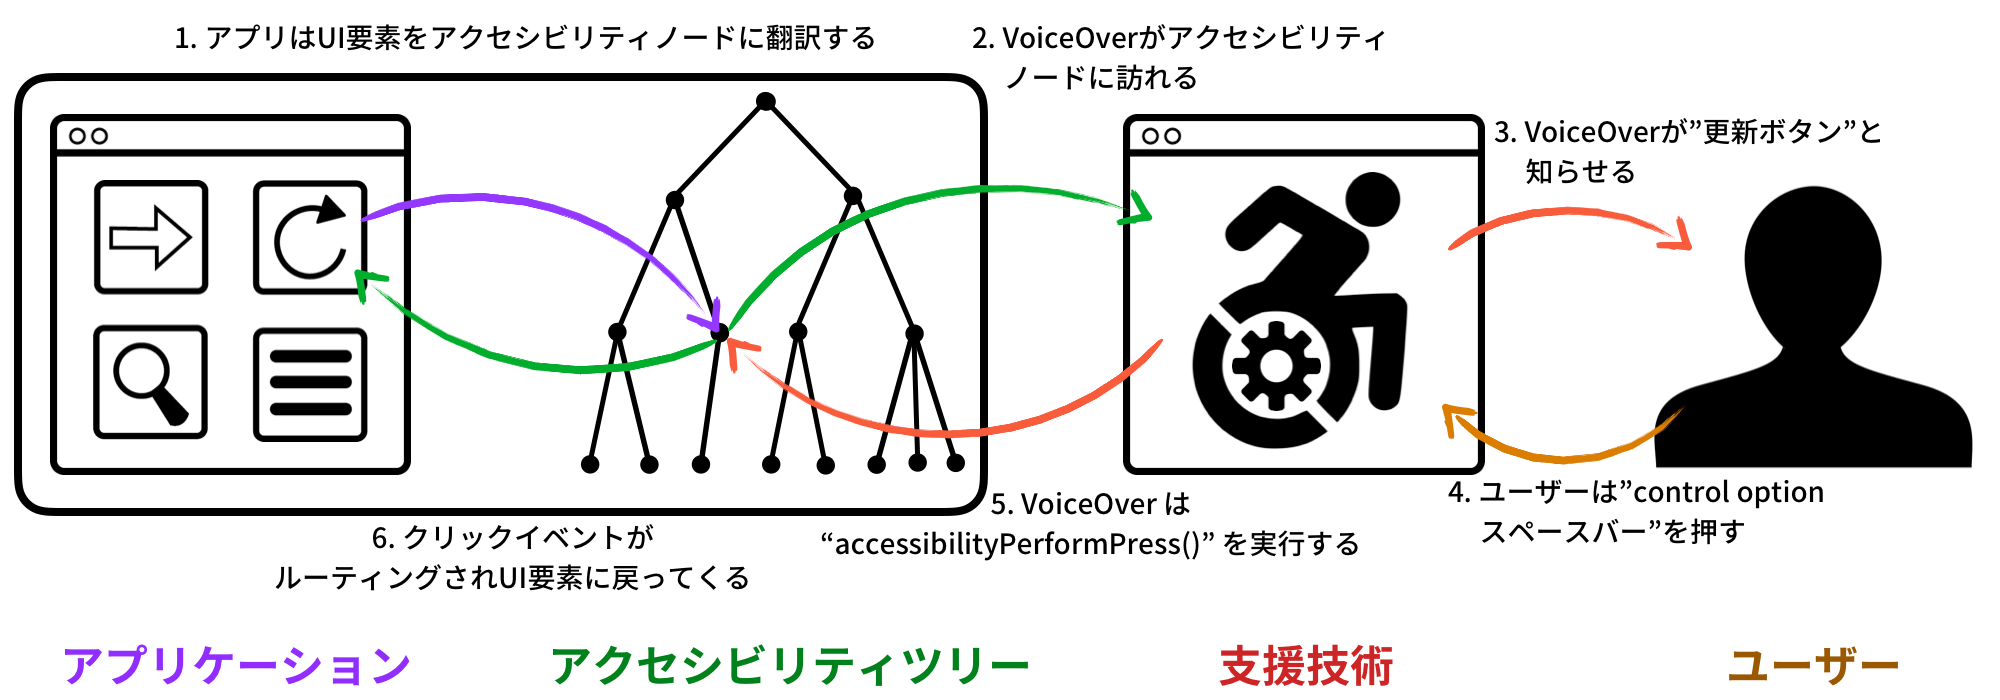 1. アプリはUI要素をアクセシビリティノードに翻訳する
2. VoiceOverがアクセシビリティ
ノードに訪れる
3. VoiceOverが”更新ボタン”と
知らせる
4. ユーザーは”control option
スペースバー”を押す
5. VoiceOver は
“accessibilityPerformPress()” を実行する
6. クリックイベントが
ルーティングされUI要素に戻ってくる
アプリケーション
アクセシビリティツリー
支援技術
ユーザー